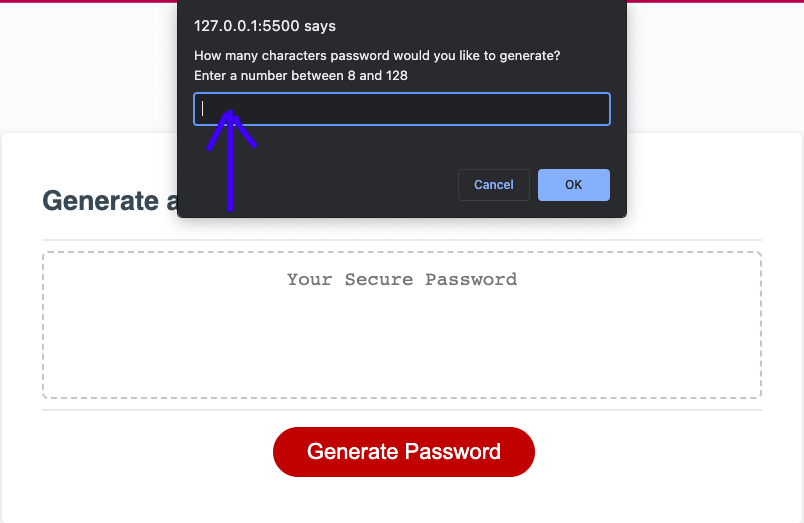 127.0.0.1:5500 says
How many characters password would you like to generate?
Enter a number between 8 and 128
Cancel
OK
Generate a
Your Secure Password
Generate Password